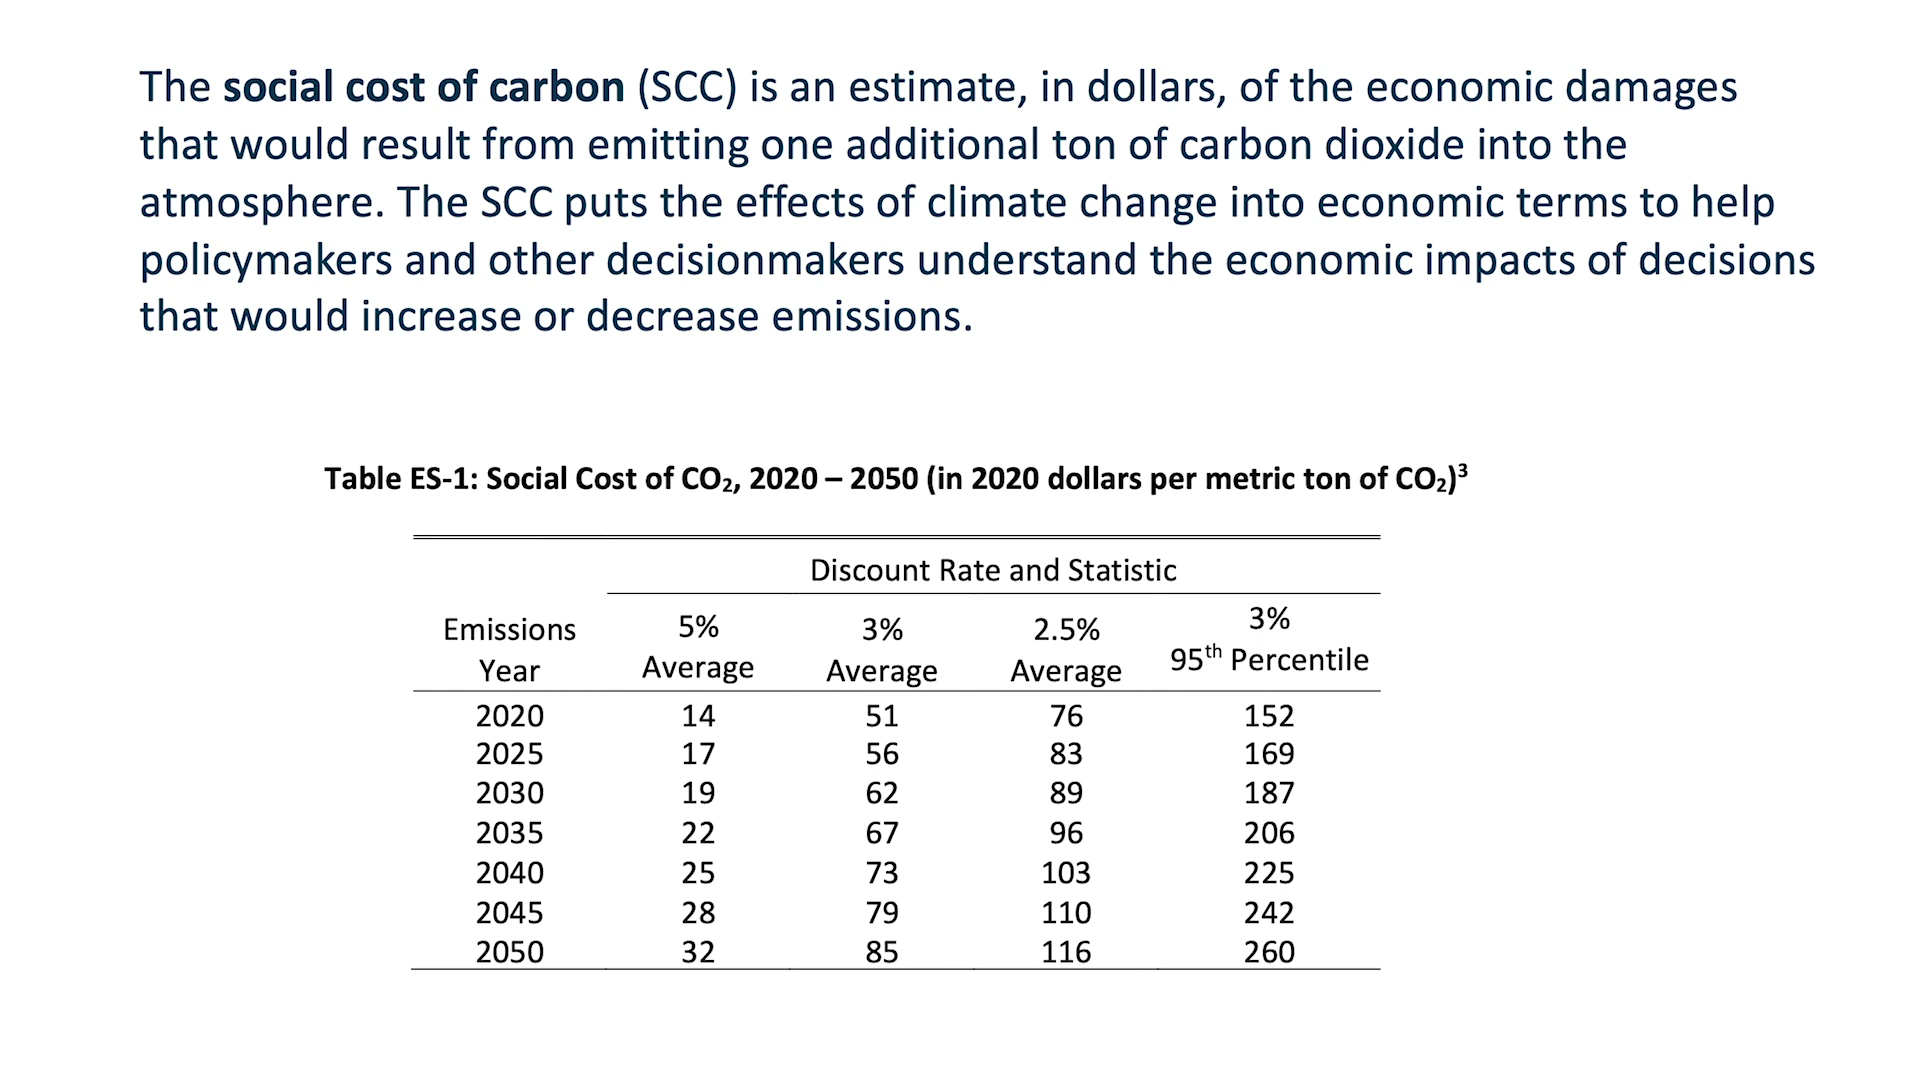 The social cost of carbon (SCC) is an estimate, in dollars, of the economic damages
that would result from emitting one additional ton of carbon dioxide into the
atmosphere. The SCC puts the effects of climate change into economic terms to help
policymakers and other decisionmakers understand the economic impacts of decisions
that would increase or decrease emissions.
Table ES-1: Social Cost of CO₂, 2020 – 2050 (in 2020 dollars per metric ton of CO₂)³
Discount Rate and Statistic
Emissions Year 5% Average 3% Average 2.5% Average 3% 95th Percentile
2020 14 51 76 152
2025 17 56 83 169
2030 19 62 89 187
2035 22 67 96 206
2040 25 73 103 225
2045 28 79 110 242
2050 32 85 116 260